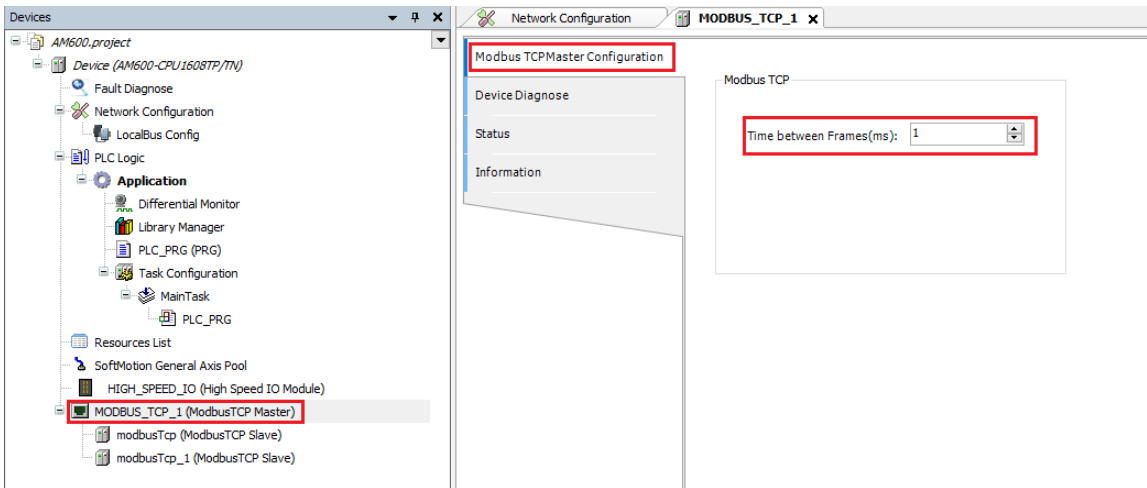 Devices
AM600.project
Device (AM600-CPU1608TP/TN)
Fault Diagnose
Network Configuration
LocalBus Config
PLC Logic
Application
Differential Monitor
Library Manager
PLC_PRG (PRG)
Task Configuration
MainTask
PLC_PRG
Resources List
SoftMotion General Axis Pool
HIGH_SPEED_IO (High Speed IO Module)
MODBUS_TCP_1 (ModbusTCP Master)
modbusTcp (ModbusTCP Slave)
modbusTcp_1 (ModbusTCP Slave)
Network Configuration
MODBUS_TCP_1
Modbus TCPMaster Configuration
Device Diagnose
Status
Information
Modbus TCP
Time between Frames(ms): 1